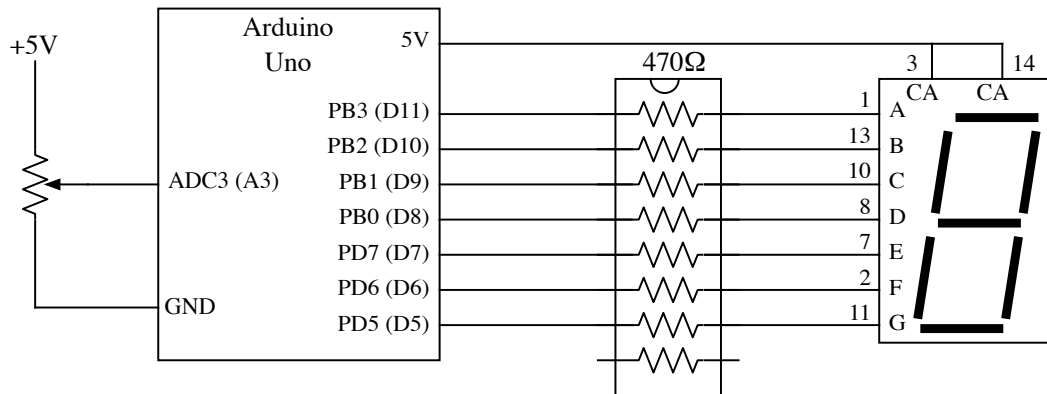 +5V
Arduino
Uno
5V
470Ω
3
14
CA
CA
PB3 (D11)
1
A
PB2 (D10)
13
B
ADC3 (A3)
PB1 (D9)
10
C
PB0 (D8)
8
D
PD7 (D7)
7
E
PD6 (D6)
2
F
GND
PD5 (D5)
11
G